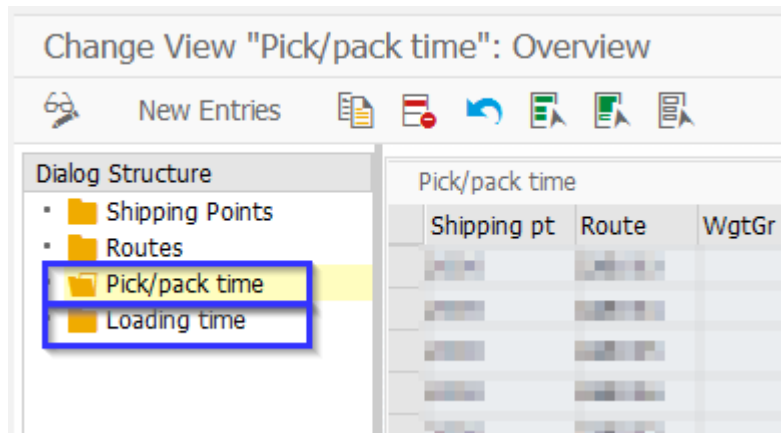 Change View "Pick/pack time": Overview
New Entries
Dialog Structure
Shipping Points
Routes
Pick/pack time
Loading time
Pick/pack time
Shipping pt Route WgtGr